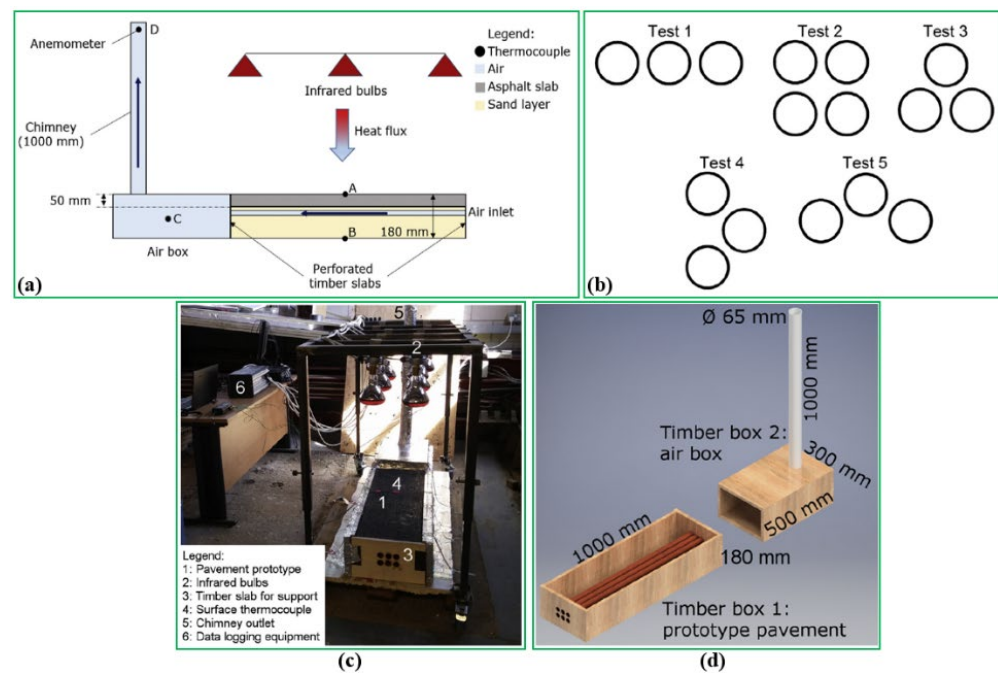 Anemometer
D
Chimney
(1000 mm)
Infrared bulbs
Heat flux
Legend:
Thermocouple
Air
Asphalt slab
Sand layer
50 mm
A
C
B
180 mm
Air inlet
Air box
Perforated
timber slabs
(a)
Test 1
Test 2
Test 3
Test 4
Test 5
(b)
5
2
6
4
1
3
Legend:
1: Pavement prototype
2: Infrared bulbs
3: Timber slab for support
4: Surface thermocouple
5: Chimney outlet
6: Data logging equipment
(c)
Ø 65 mm
1000 mm
Timber box 2:
air box
300 mm
500 mm
1000 mm
180 mm
Timber box 1:
prototype pavement
(d)